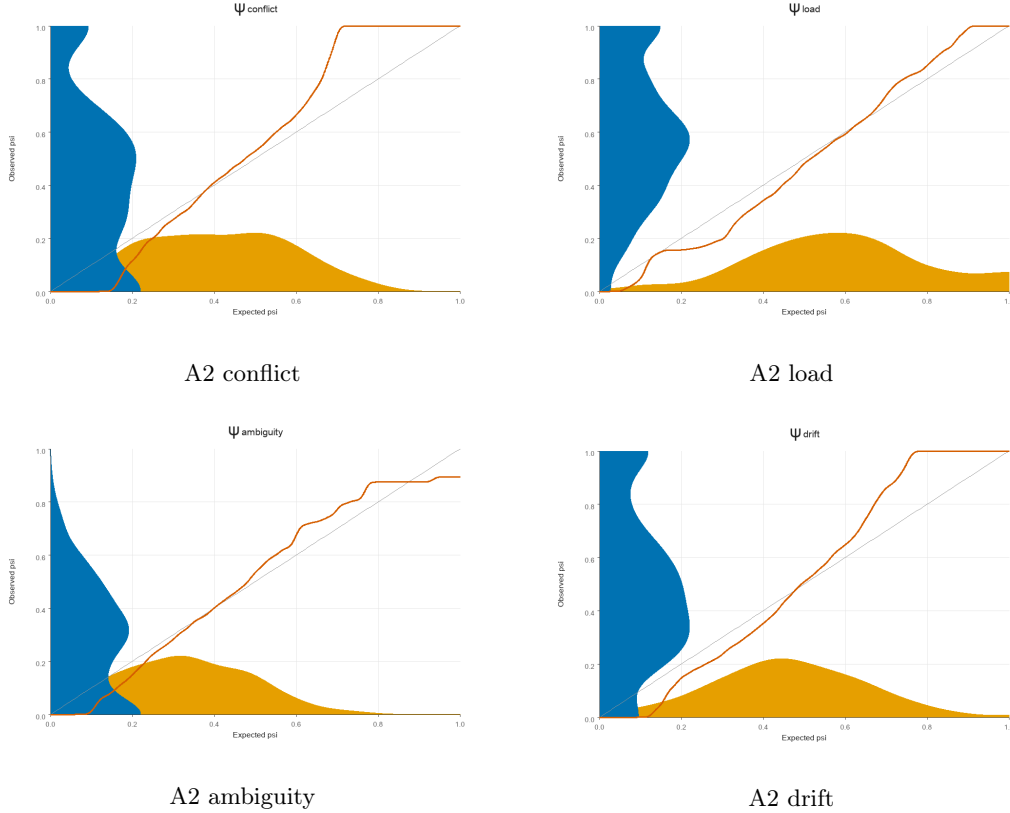 Ψ conflict
1.0
0.8
0.6
0.4
0.2
0.0
Observed psi
0.0 0.2 0.4 0.6 0.8 1.0
Expected psi
A2 conflict
Ψ load
1.0
0.8
0.6
0.4
0.2
0.0
Observed psi
0.0 0.2 0.4 0.6 0.8 1.
Expected psi
A2 load
Ψ ambiguity
1.0
0.8
0.6
0.4
0.2
0.0
Observed psi
0.0 0.2 0.4 0.6 0.8 1.0
Expected psi
A2 ambiguity
Ψ drift
1.0
0.8
0.6
0.4
0.2
0.0
Observed psi
0.0 0.2 0.4 0.6 0.8 1.
Expected psi
A2 drift